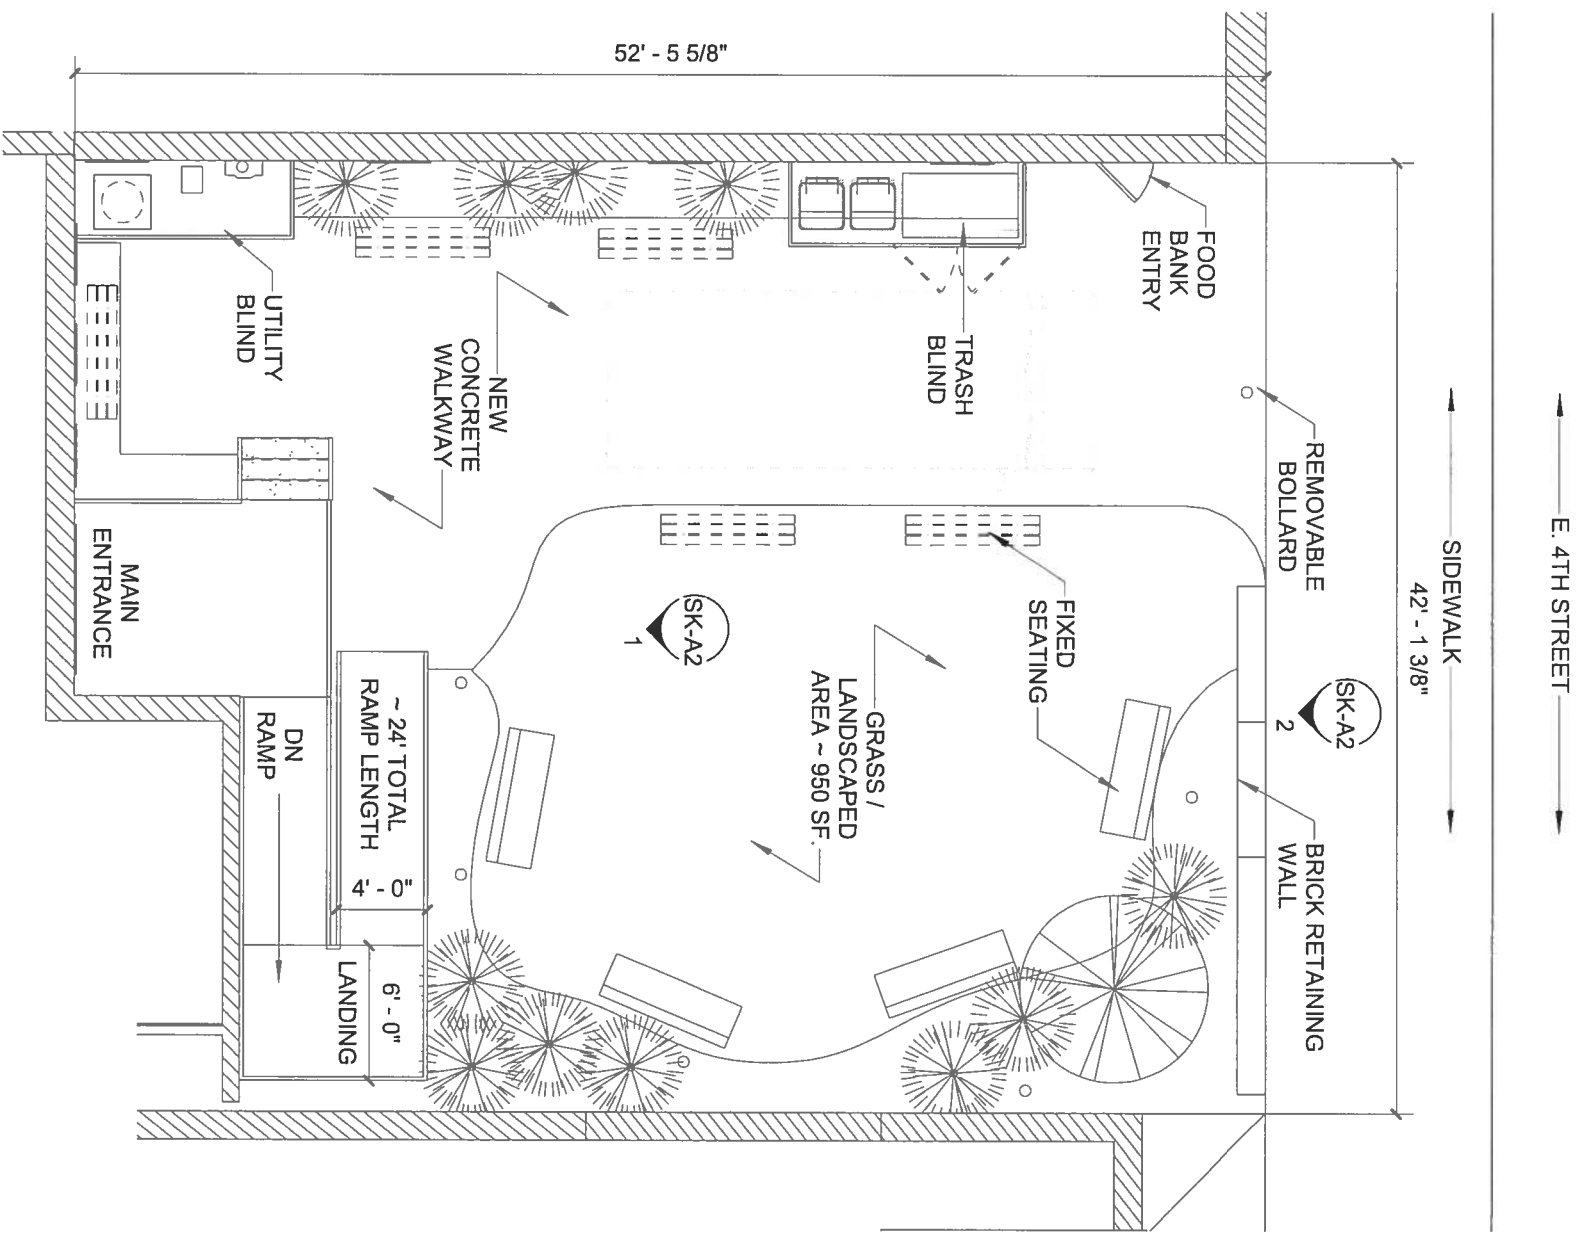 52' - 5 5/8"
E. 4TH STREET
SIDEWALK
42' - 1 3/8"
REMOVABLE
BOLLARD
SK-A2
2
BRICK RETAINING
WALL
FOOD
BANK
ENTRY
TRASH
BLIND
FIXED
SEATING
GRASS /
LANDSCAPED
AREA ~ 950 SF.
SK-A2
1
NEW
CONCRETE
WALKWAY
UTILITY
BLIND
MAIN
ENTRANCE
~ 24' TOTAL
RAMP LENGTH
4' - 0"
6' - 0"
LANDING
DN
RAMP